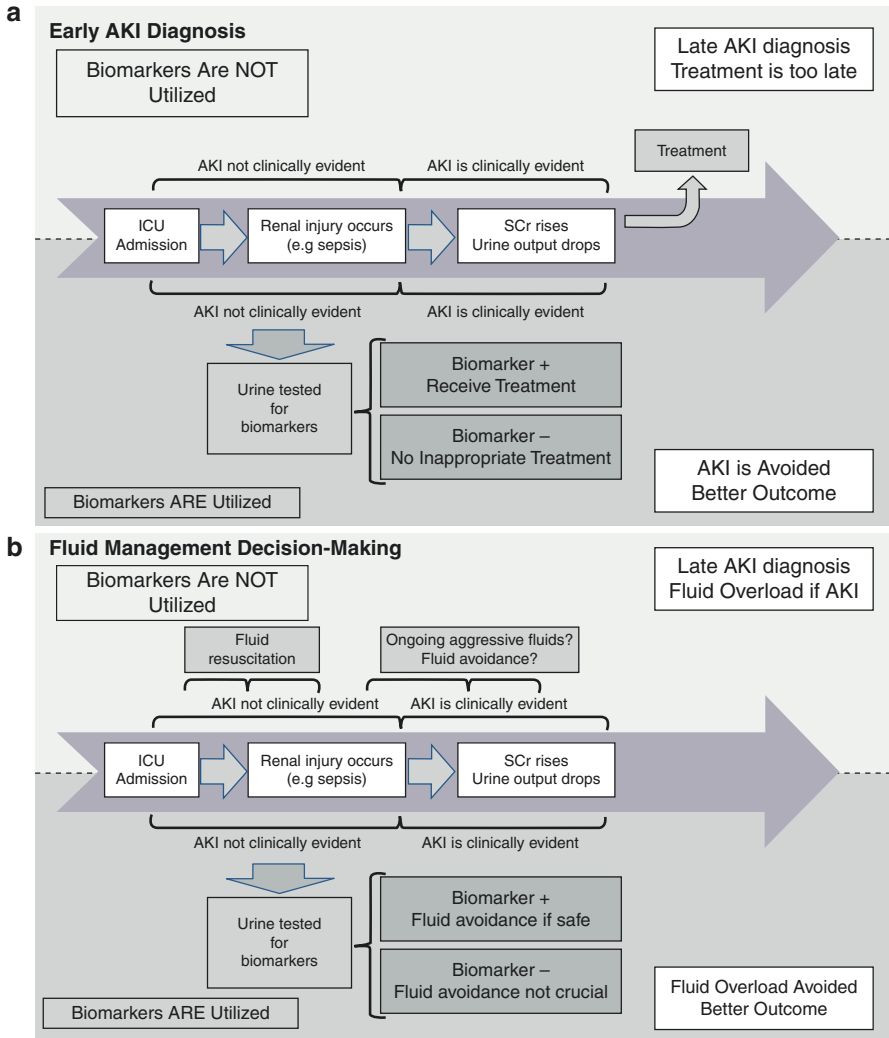 a
Early AKI Diagnosis
Biomarkers Are NOT
Utilized
Late AKI diagnosis
Treatment is too late
Treatment
AKI not clinically evident
AKI is clinically evident
ICU
Admission
Renal injury occurs
(e.g sepsis)
SCr rises
Urine output drops
AKI not clinically evident
AKI is clinically evident
Urine tested
for
biomarkers
Biomarker +
Receive Treatment
Biomarker –
No Inappropriate Treatment
Biomarkers ARE Utilized
AKI is Avoided
Better Outcome
b
Fluid Management Decision-Making
Biomarkers Are NOT
Utilized
Late AKI diagnosis
Fluid Overload if AKI
Fluid
resuscitation
Ongoing aggressive fluids?
Fluid avoidance?
AKI not clinically evident
AKI is clinically evident
ICU
Admission
Renal injury occurs
(e.g sepsis)
SCr rises
Urine output drops
AKI not clinically evident
AKI is clinically evident
Urine tested
for
biomarkers
Biomarker +
Fluid avoidance if safe
Biomarker –
Fluid avoidance not crucial
Biomarkers ARE Utilized
Fluid Overload Avoided
Better Outcome